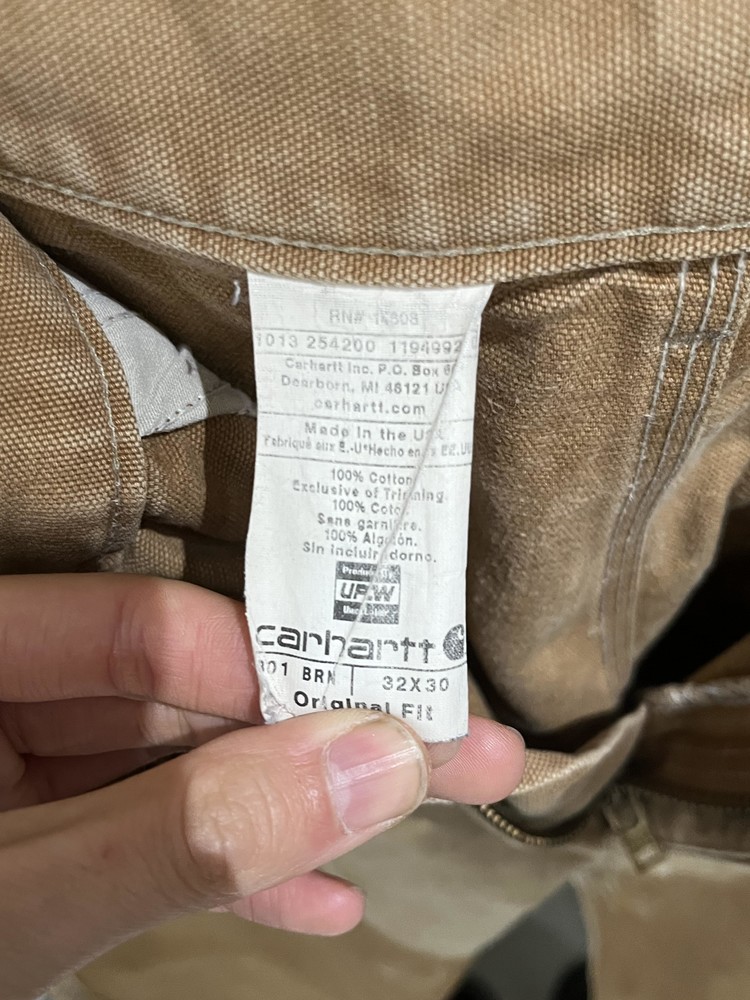 RN# 14806
1013 254200 1194992
Carhartt Inc. P.O. Box
Dearborn, MI 48121
carhartt.com
Made in the USA
Fabriqué aux E.-U•Hecho en
100% Cotton
Exclusive of Trimming.
100% Coton
Sans garniture.
100% Algodón.
Sin incluir adorno.
UFCW
carhartt
BRN | 32X30
Original Fit